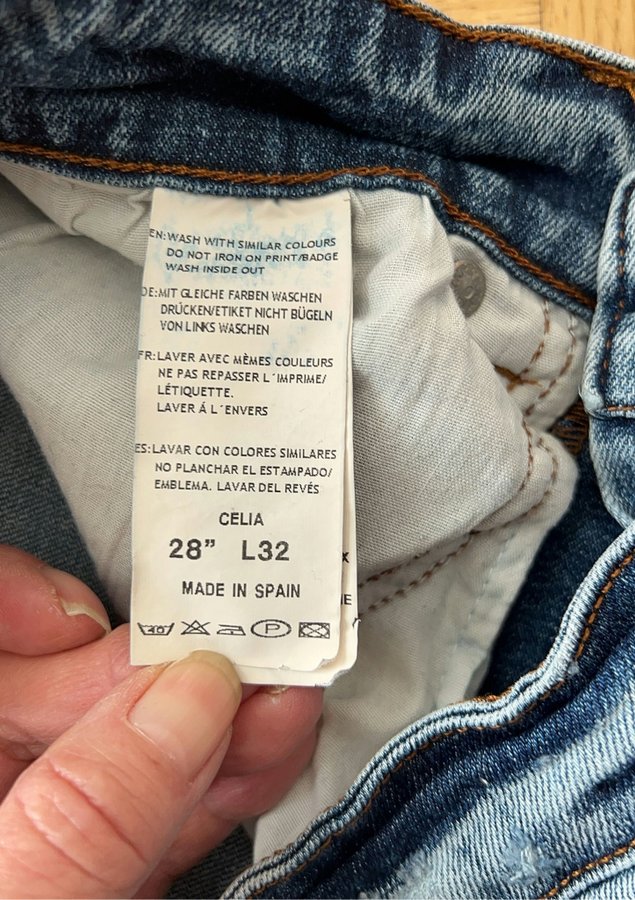 EN:WASH WITH SIMILAR COLOURS
DO NOT IRON ON PRINT/BADGE
WASH INSIDE OUT
DE:MIT GLEICHE FARBEN WASCHEN
DRÜCKEN/ETIKET NICHT BÜGELN
VON LINKS WASCHEN
FR:LAVER AVEC MÈMES COULEURS
NE PAS REPASSER L´IMPRIME/
LÉTIQUETTE.
LAVER Á L´ENVERS
ES:LAVAR CON COLORES SIMILARES
NO PLANCHAR EL ESTAMPADO/
EMBLEMA. LAVAR DEL REVÉS
CELIA
28” L32
MADE IN SPAIN
40 P